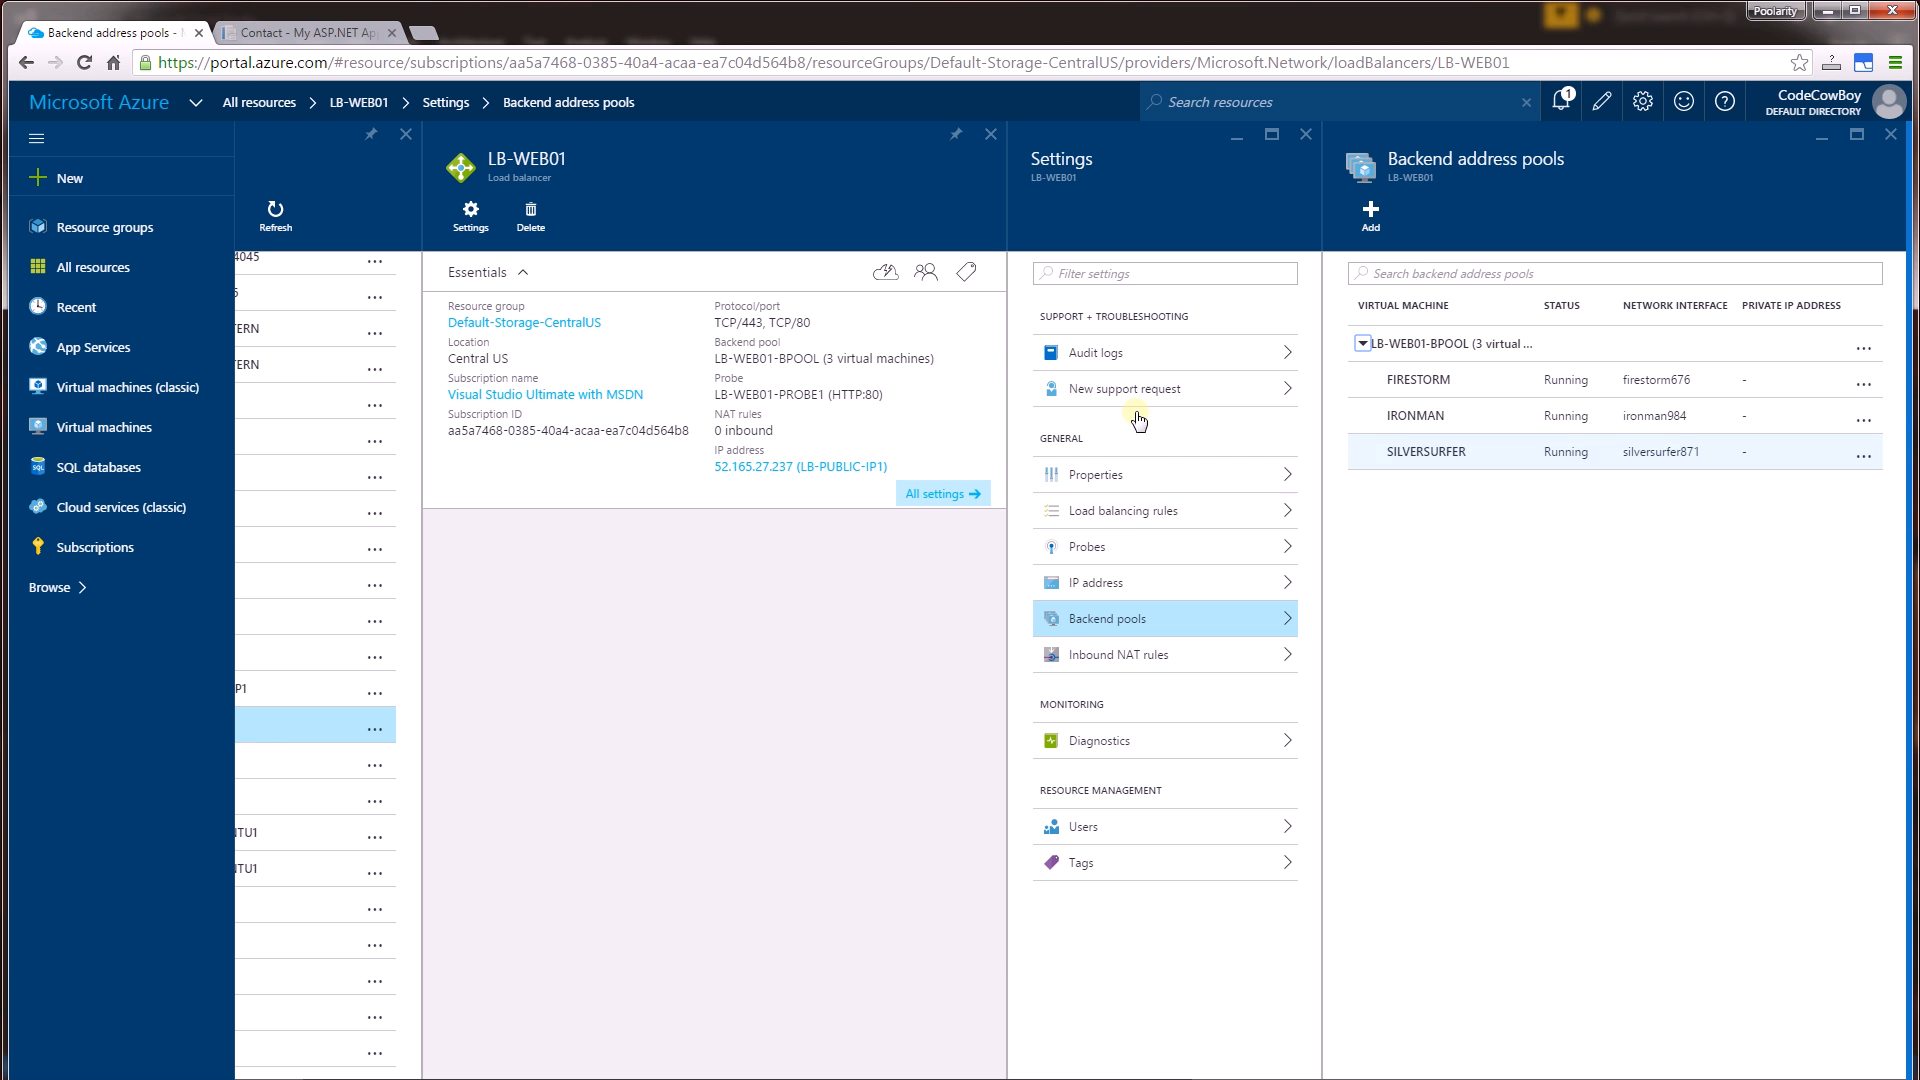 Poolarity
Backend address pools -
Contact - My ASP.NET Ap
https://portal.azure.com/#resource/subscriptions/aa5a7468-0385-40a4-acaa-ea7c04d564b8/resourceGroups/Default-Storage-CentralUS/providers/Microsoft.Network/loadBalancers/LB-WEB01
Microsoft Azure
All resources > LB-WEB01 > Settings > Backend address pools
Search resources
1
CodeCowBoy
DEFAULT DIRECTORY
New
Resource groups
All resources
Recent
App Services
Virtual machines (classic)
Virtual machines
SQL databases
Cloud services (classic)
Subscriptions
Browse >
Refresh
4045
ERN
ERN
P1
NTU1
NTU1
LB-WEB01
Load balancer
Settings
Delete
Essentials
Resource group
Default-Storage-CentralUS
Location
Central US
Subscription name
Visual Studio Ultimate with MSDN
Subscription ID
aa5a7468-0385-40a4-acaa-ea7c04d564b8
Protocol/port
TCP/443, TCP/80
Backend pool
LB-WEB01-BPOOL (3 virtual machines)
Probe
LB-WEB01-PROBE1 (HTTP:80)
NAT rules
0 inbound
IP address
52.165.27.237 (LB-PUBLIC-IP1)
All settings →
Settings
LB-WEB01
Filter settings
SUPPORT + TROUBLESHOOTING
Audit logs
New support request
GENERAL
Properties
Load balancing rules
Probes
IP address
Backend pools
Inbound NAT rules
MONITORING
Diagnostics
RESOURCE MANAGEMENT
Users
Tags
Backend address pools
LB-WEB01
Add
Search backend address pools
VIRTUAL MACHINE STATUS NETWORK INTERFACE PRIVATE IP ADDRESS
LB-WEB01-BPOOL (3 virtual ...
FIRESTORM Running firestorm676 -
IRONMAN Running ironman984 -
SILVERSURFER Running silversurfer871 -